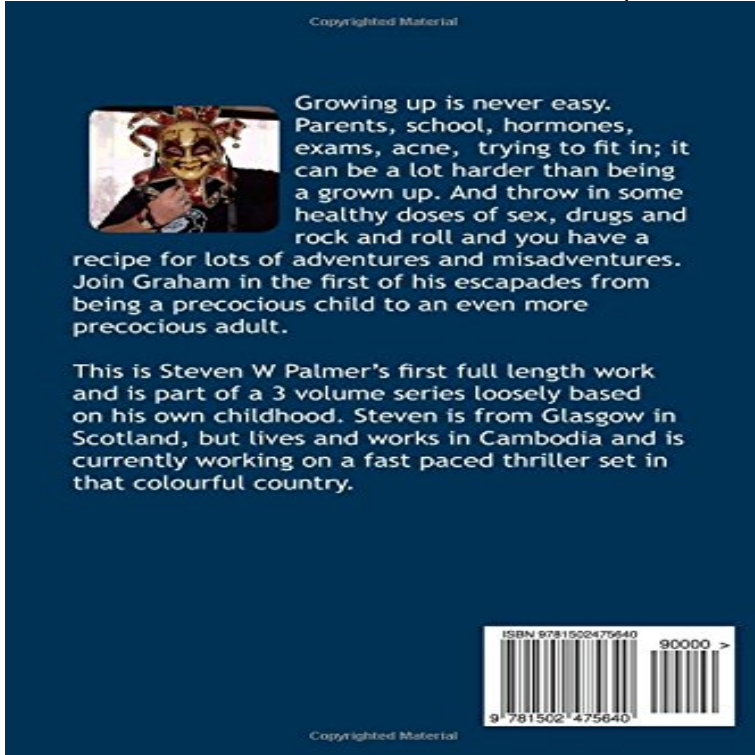 Copyrighted Material
Growing up is never easy.
Parents, school, hormones,
exams, acne, trying to fit in; it
can be a lot harder than being
a grown up. And throw in some
healthy doses of sex, drugs and
rock and roll and you have a
recipe for lots of adventures and misadventures.
Join Graham in the first of his escapades from
being a precocious child to an even more
precocious adult.
This is Steven W Palmer’s first full length work
and is part of a 3 volume series loosely based
on his own childhood. Steven is from Glasgow in
Scotland, but lives and works in Cambodia and is
currently working on a fast paced thriller set in
that colourful country.
ISBN 9781502475640
90000 >
9 781502 475640
Copyrighted Material